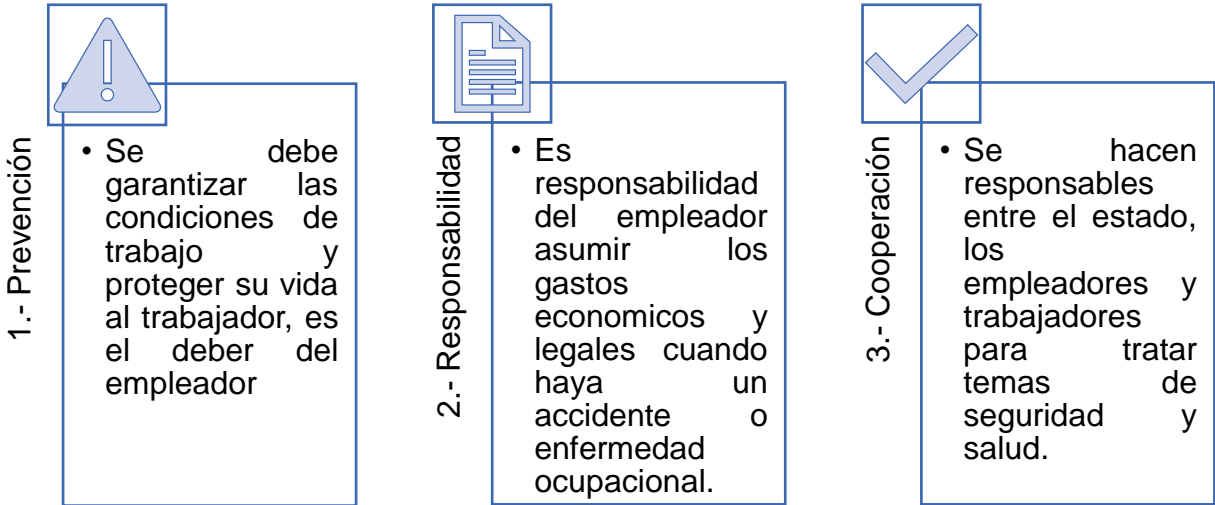 1.- Prevención
• Se debe
garantizar las
condiciones de
trabajo y
proteger su vida
al trabajador, es
el deber del
empleador
2.- Responsabilidad
• Es
responsabilidad
del empleador
asumir los
gastos
economicos y
legales cuando
haya un
accidente o
enfermedad
ocupacional.
3.- Cooperación
• Se hacen
responsables
entre el estado,
los
empleadores y
trabajadores
para tratar
temas de
seguridad y
salud.